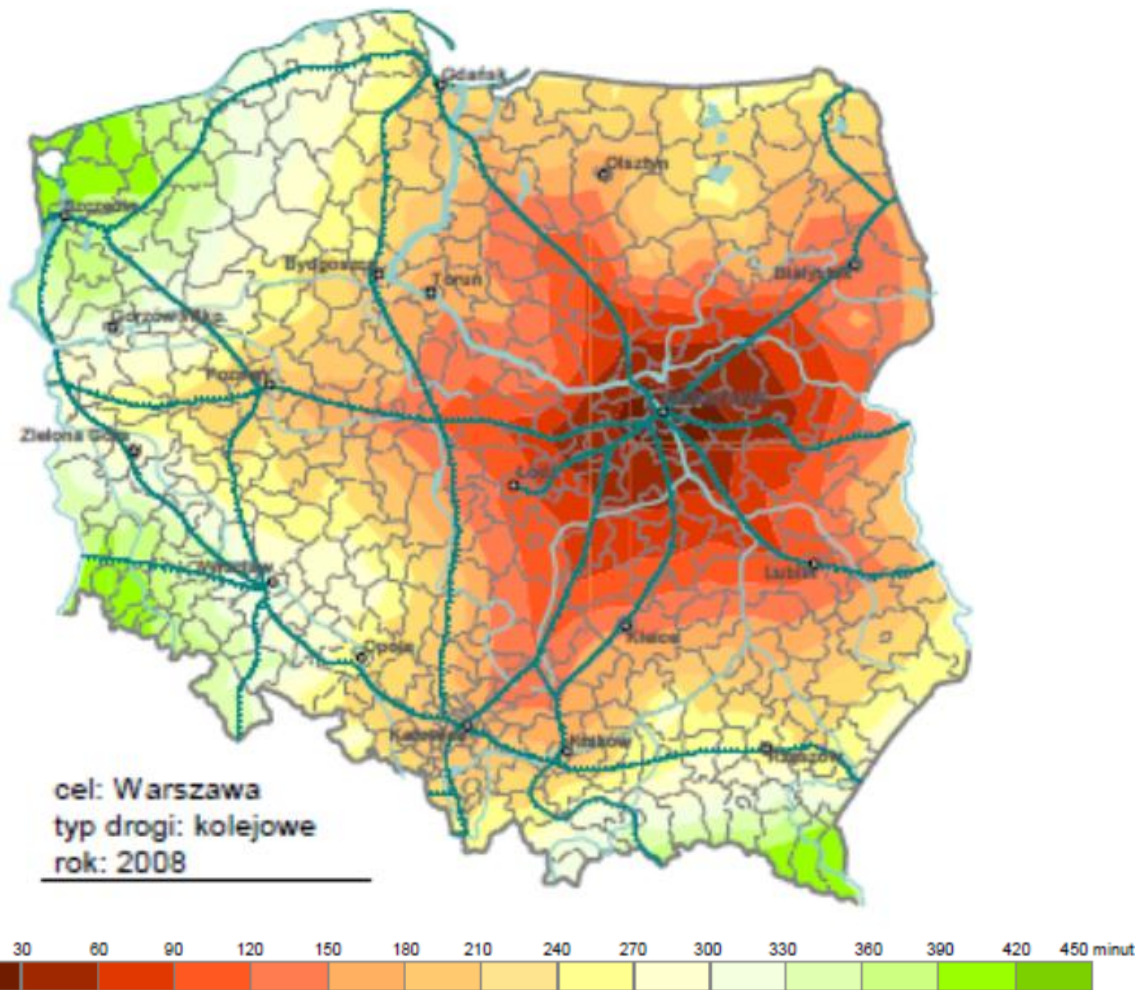 Gdańsk
Olsztyn
Szczecin
Bydgoszcz
Toruń
Białystok
Gorzów Wlkp.
Poznań
Zielona Góra
Łódź
Wrocław
Lublin
Kielce
Opole
Katowice
Kraków
Rzeszów
cel: Warszawa
typ drogi: kolejowe
rok: 2008
30 60 90 120 150 180 210 240 270 300 330 360 390 420 450 minut